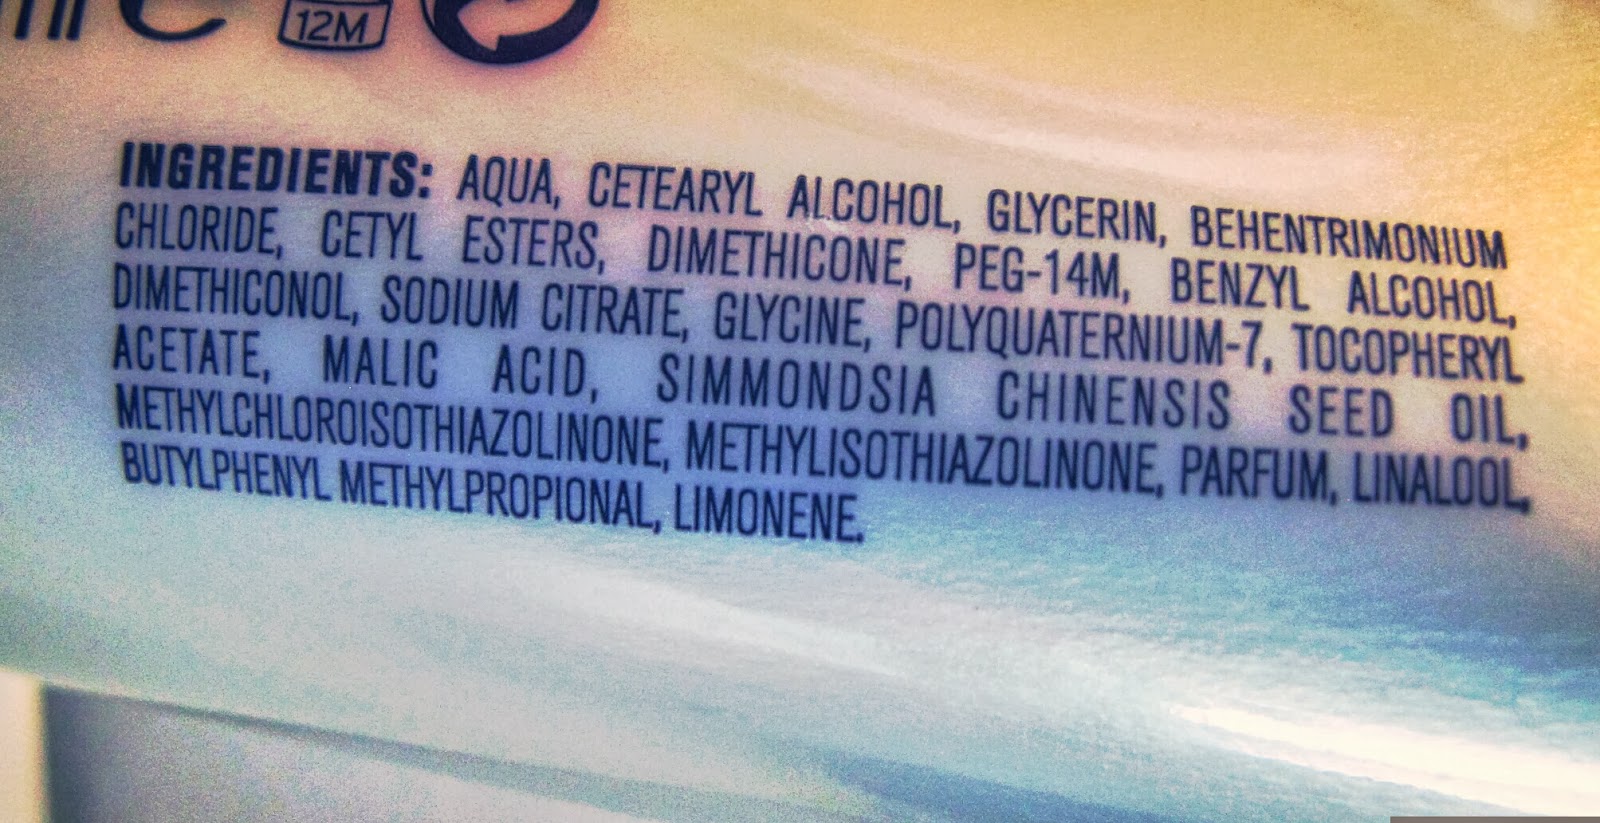 12M
INGREDIENTS: AQUA, CETEARYL ALCOHOL, GLYCERIN, BEHENTRIMONIUM
CHLORIDE, CETYL ESTERS, DIMETHICONE, PEG-14M, BENZYL ALCOHOL,
DIMETHICONOL, SODIUM CITRATE, GLYCINE, POLYQUATERNIUM-7, TOCOPHERYL
ACETATE, MALIC ACID, SIMMONDSIA CHINENSIS SEED OIL,
METHYLCHLOROISOTHIAZOLINONE, METHYLISOTHIAZOLINONE, PARFUM, LINALOOL,
BUTYLPHENYL METHYLPROPIONAL, LIMONENE.